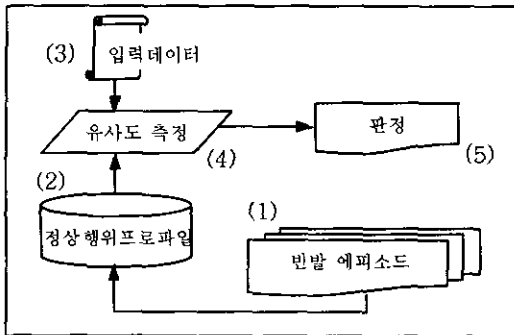 (3) 입력데이터
유사도 측정
(4)
판정
(5)
(2)
정상행위프로파일
(1)
빈발 에피소드